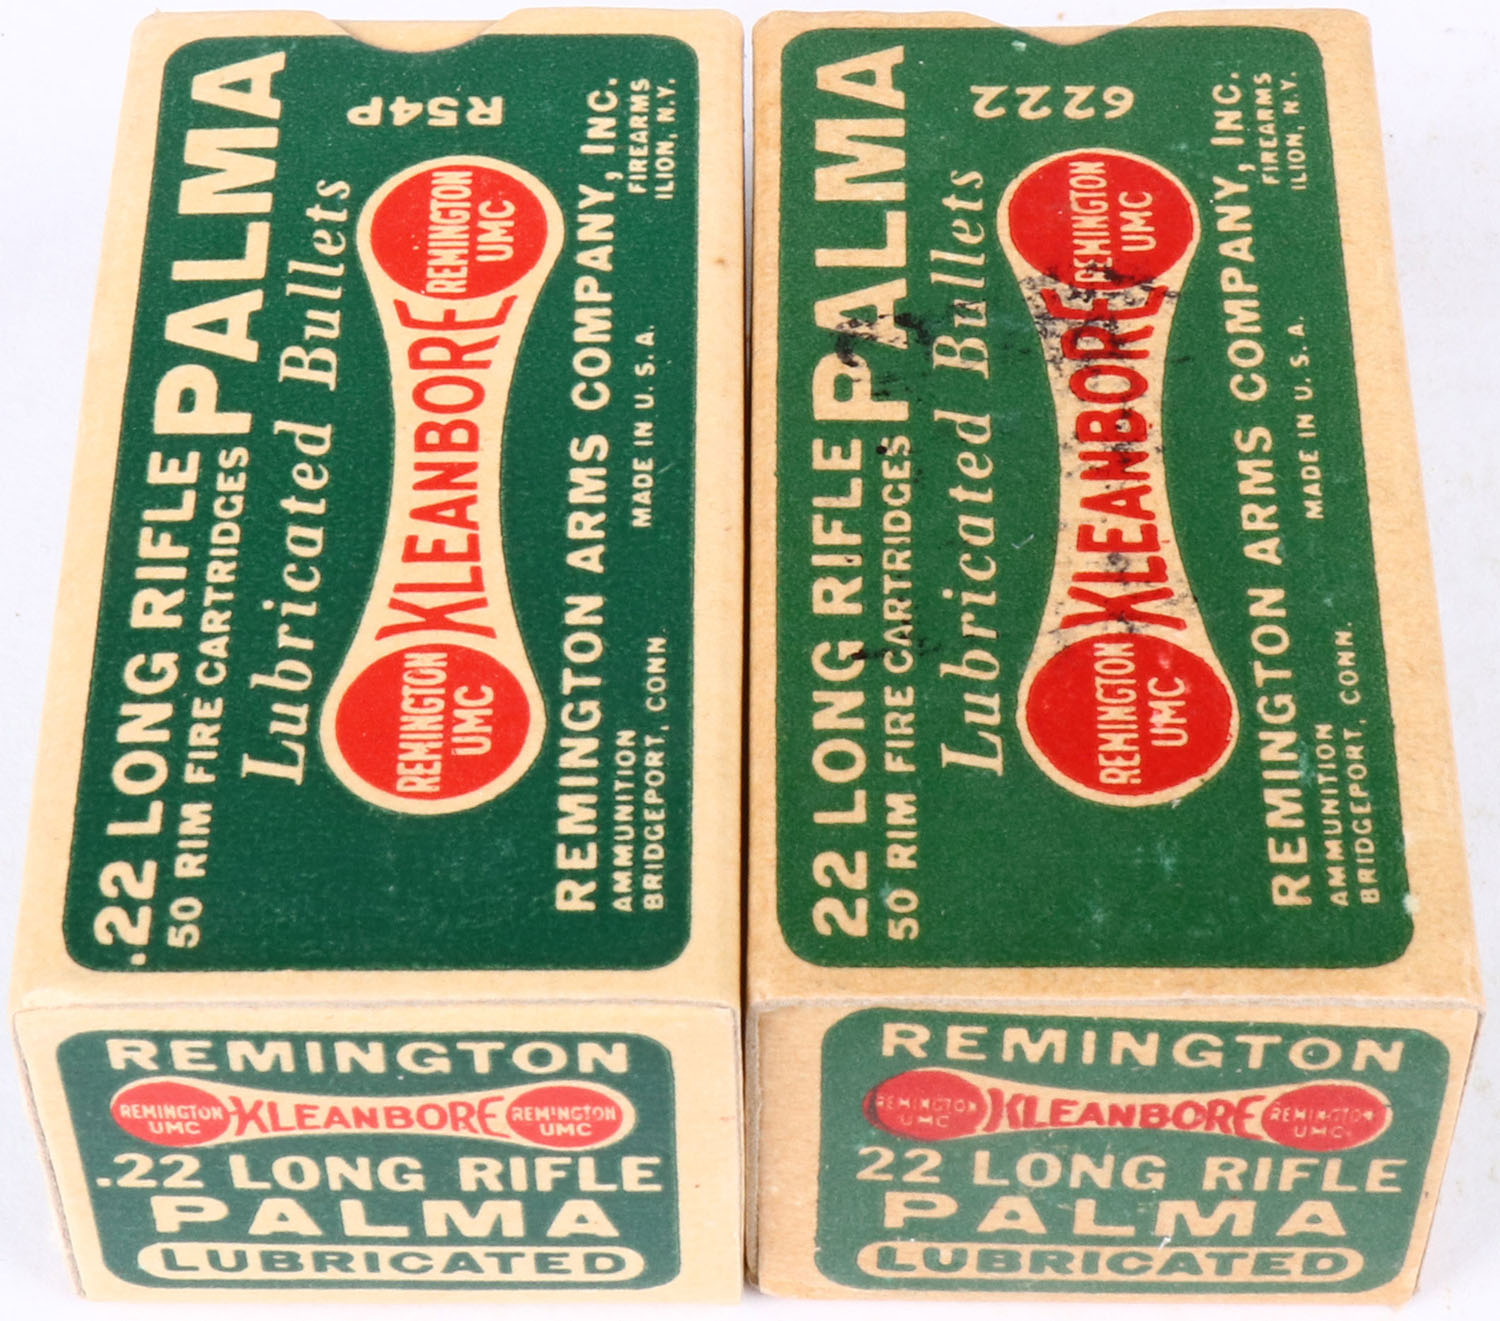 .22 LONG RIFLE PALMA
50 RIM FIRE CARTRIDGES
Lubricated Bullets
R54P
REMINGTON
UMC
KLEANBORE
REMINGTON
UMC
REMINGTON ARMS COMPANY, INC.
AMMUNITION
BRIDGEPORT, CONN.
MADE IN U.S.A.
FIREARMS
ILION, N.Y.
REMINGTON
REMINGTON
UMC
KLEANBORE
REMINGTON
UMC
.22 LONG RIFLE
PALMA
LUBRICATED
22 LONG RIFLE PALMA
50 RIM FIRE CARTRIDGES
Lubricated Bullets
6222
REMINGTON
UMC
KLEANBORE
REMINGTON
UMC
REMINGTON ARMS COMPANY, INC.
AMMUNITION
BRIDGEPORT, CONN.
MADE IN U.S.A.
FIREARMS
ILION, N.Y.
REMINGTON
REMINGTON
UMC
KLEANBORE
REMINGTON
UMC
22 LONG RIFLE
PALMA
LUBRICATED